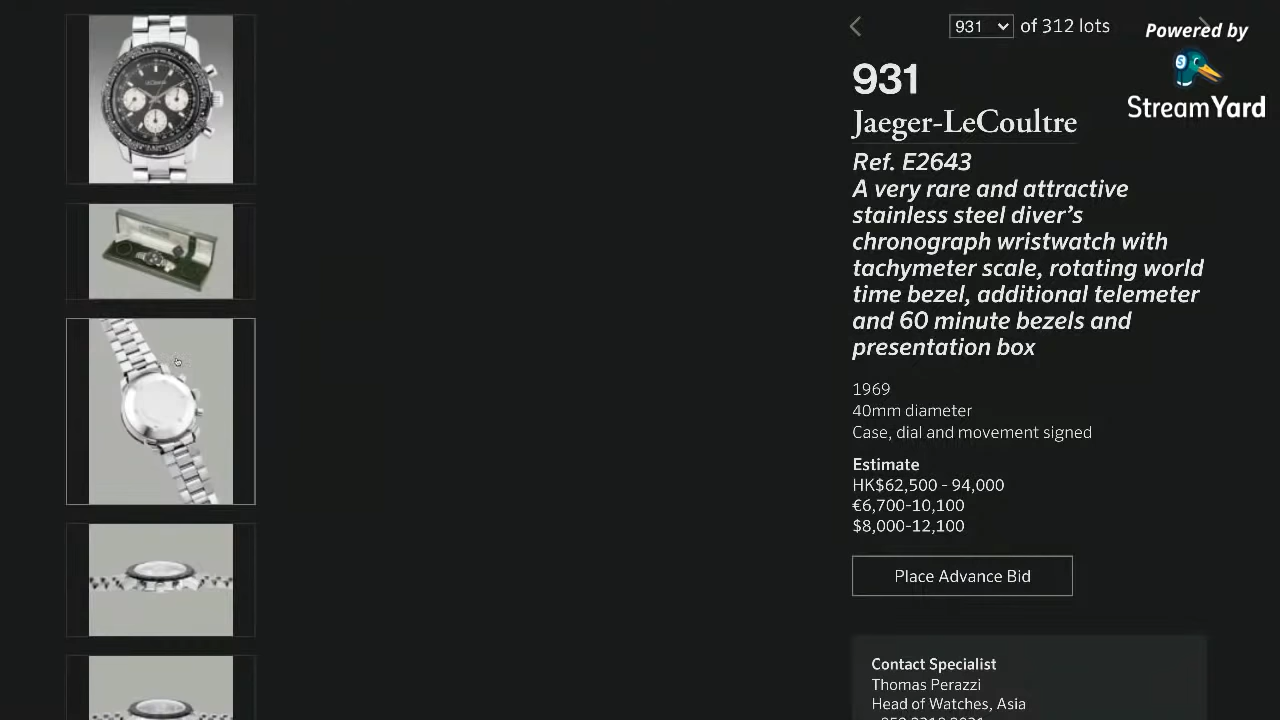 931 of 312 lots
Powered by
StreamYard
931
Jaeger-LeCoultre
Ref. E2643
A very rare and attractive
stainless steel diver's
chronograph wristwatch with
tachymeter scale, rotating world
time bezel, additional telemeter
and 60 minute bezels and
presentation box
1969
40mm diameter
Case, dial and movement signed
Estimate
HK$62,500 - 94,000
€6,700-10,100
$8,000-12,100
Place Advance Bid
Contact Specialist
Thomas Perazzi
Head of Watches, Asia